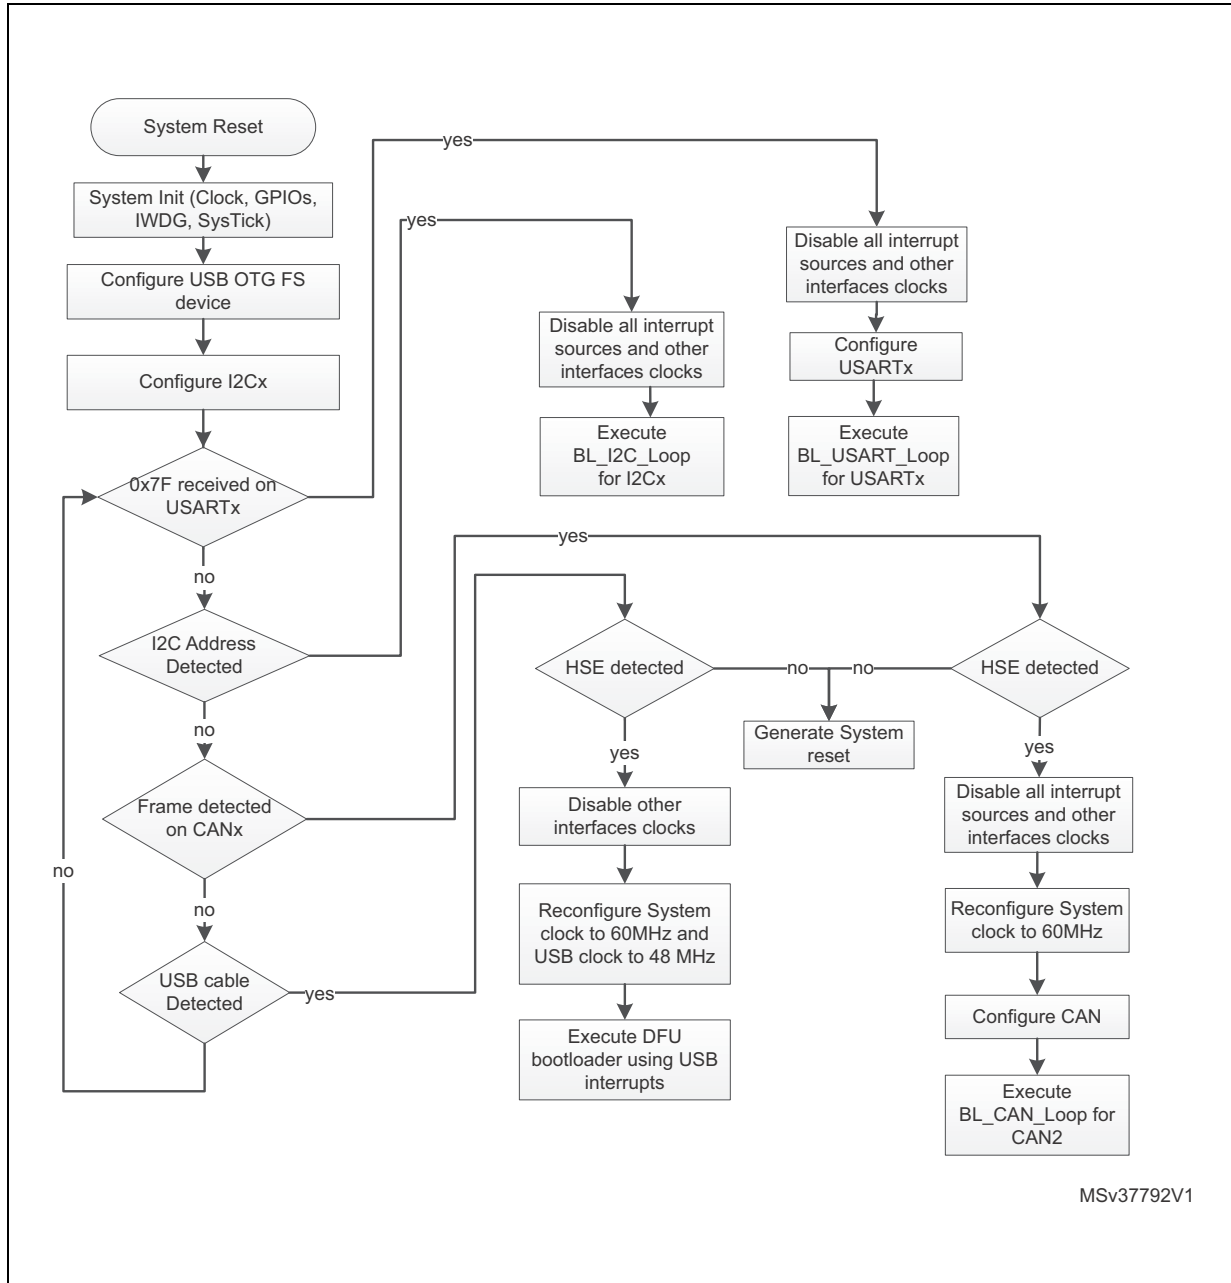 System Reset
System Init (Clock, GPIOs,
IWDG, SysTick)
Configure USB OTG FS
device
Configure I2Cx
0x7F received on
USARTx
yes
Disable all interrupt
sources and other
interfaces clocks
Configure
USARTx
Execute
BL_USART_Loop
for USARTx
no
I2C Address
Detected
yes
Disable all interrupt
sources and other
interfaces clocks
Execute
BL_I2C_Loop
for I2Cx
no
Frame detected
on CANx
yes
HSE detected
no
yes
Disable all interrupt
sources and other
interfaces clocks
Reconfigure System
clock to 60MHz
Configure CAN
Execute
BL_CAN_Loop for
CAN2
no
USB cable
Detected
yes
HSE detected
no
Generate System
reset
yes
Disable other
interfaces clocks
Reconfigure System
clock to 60MHz and
USB clock to 48 MHz
Execute DFU
bootloader using USB
interrupts
no
MSv37792V1